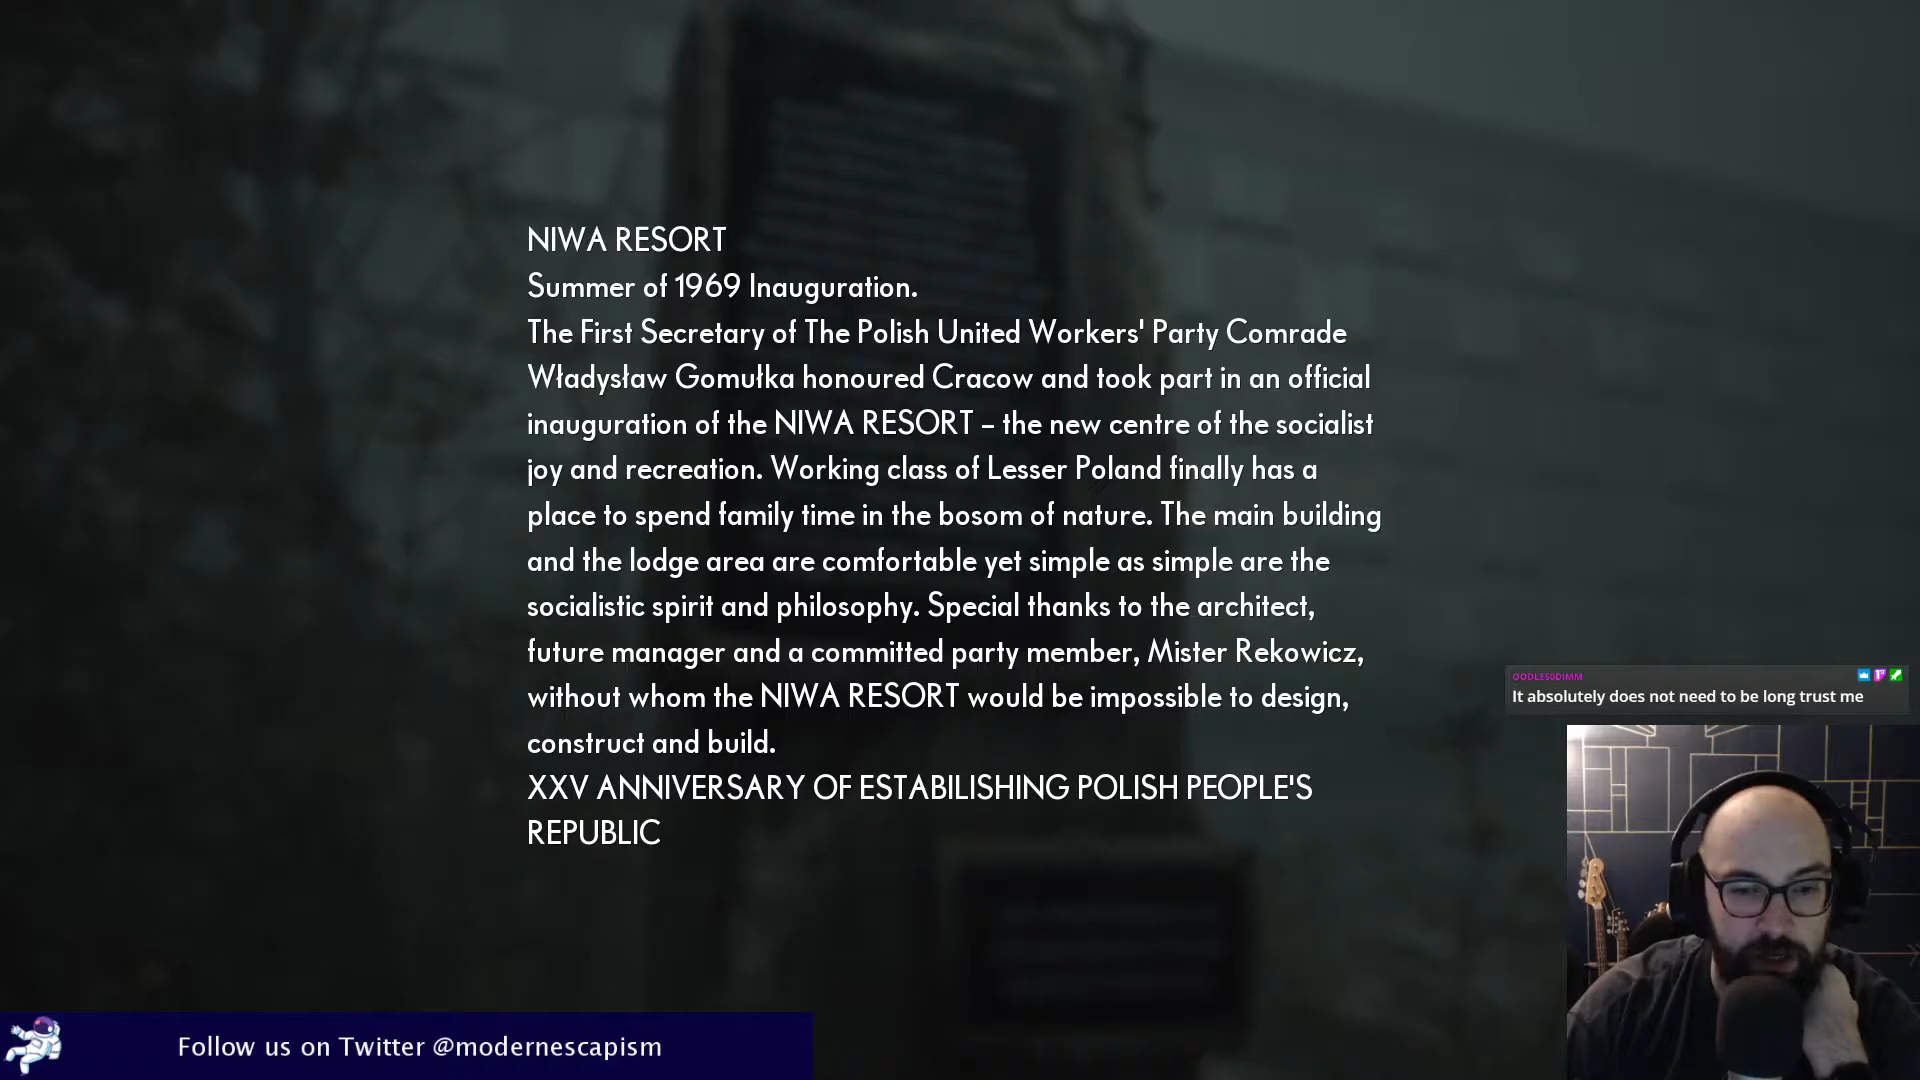 NIWA RESORT
Summer of 1969 Inauguration.
The First Secretary of The Polish United Workers' Party Comrade
Władysław Gomułka honoured Cracow and took part in an official
inauguration of the NIWA RESORT – the new centre of the socialist
joy and recreation. Working class of Lesser Poland finally has a
place to spend family time in the bosom of nature. The main building
and the lodge area are comfortable yet simple as simple are the
socialistic spirit and philosophy. Special thanks to the architect,
future manager and a committed party member, Mister Rekowicz,
without whom the NIWA RESORT would be impossible to design,
construct and build.
XXV ANNIVERSARY OF ESTABILISHING POLISH PEOPLE'S
REPUBLIC
OODLES0DIMM
It absolutely does not need to be long trust me
Follow us on Twitter @modernescapism